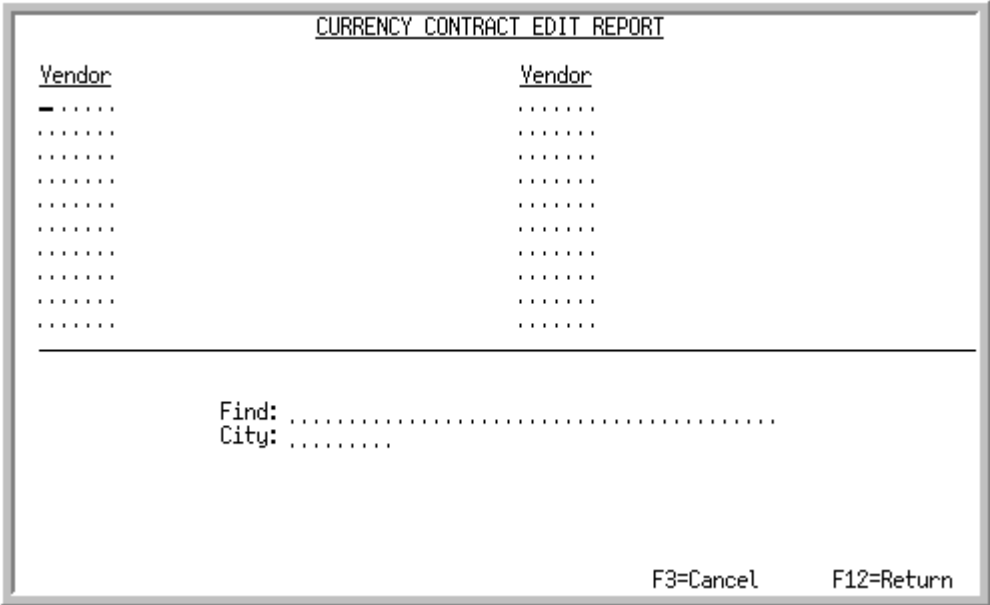 CURRENCY CONTRACT EDIT REPORT
Vendor Vendor
Find:
City:
F3=Cancel F12=Return